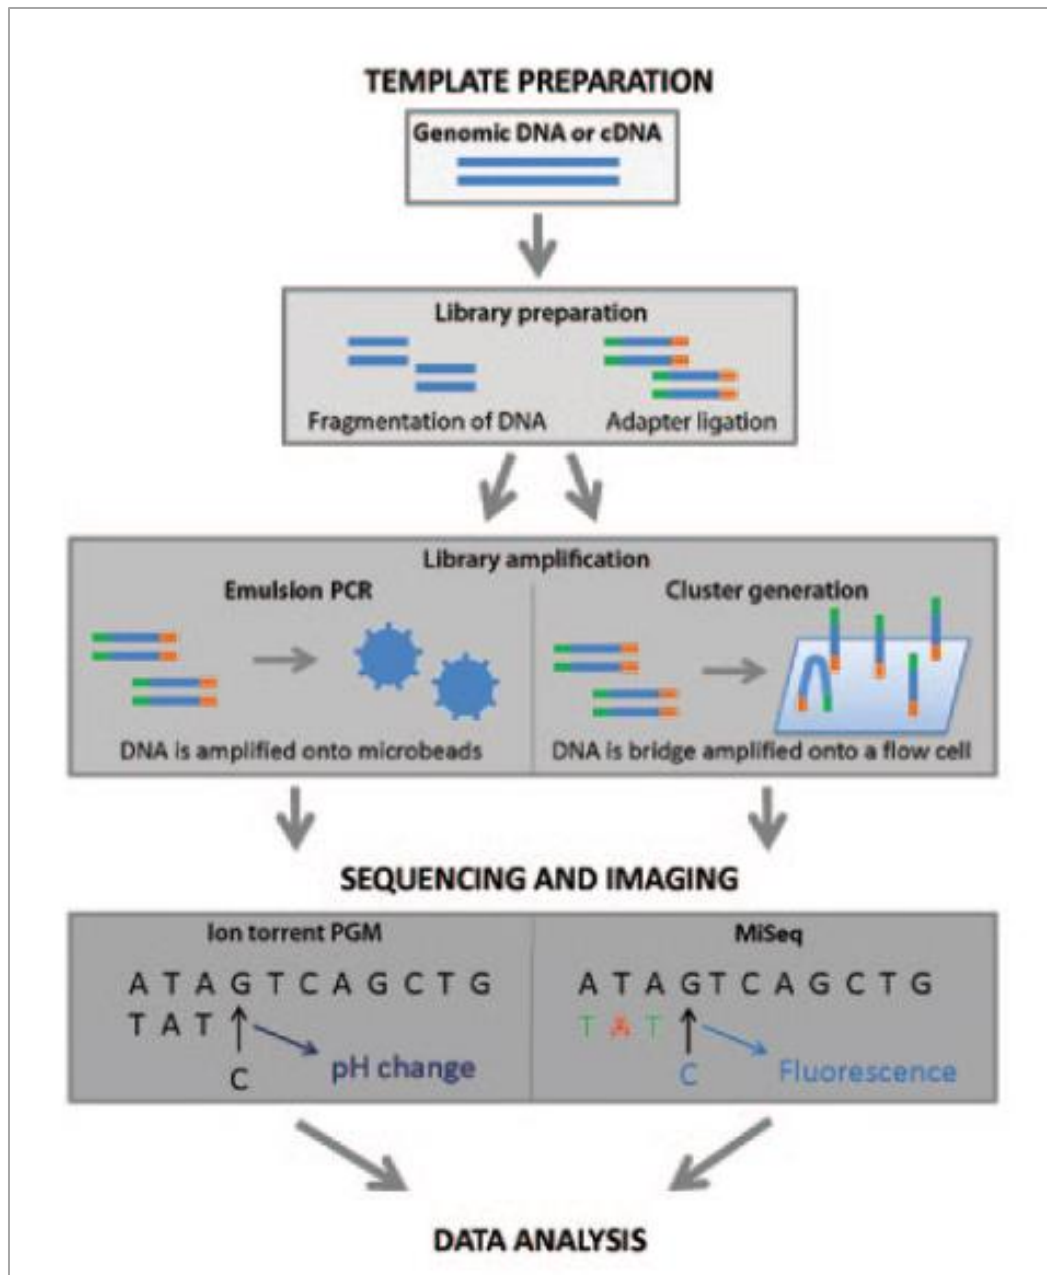 TEMPLATE PREPARATION
Genomic DNA or cDNA
Library preparation
Fragmentation of DNA
Adapter ligation
Library amplification
Emulsion PCR
Cluster generation
DNA is amplified onto microbeads
DNA is bridge amplified onto a flow cell
SEQUENCING AND IMAGING
Ion torrent PGM
A T A G T C A G C T G
T A T
C
pH change
MiSeq
A T A G T C A G C T G
T A T
C
Fluorescence
DATA ANALYSIS